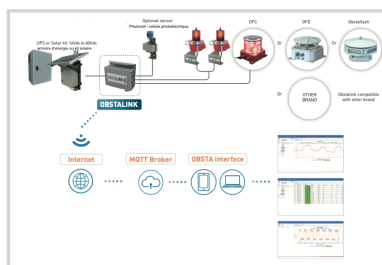 Optional sensor
Photocell / cellule photoélectrique
OFC
OFD
Obstaflash
UPS or Solar kit 12Vdc to 60Vdc
armoire d'énergie ou kit solaire
Or
Or
OBSTALINK
Or
OTHER
BRAND
Obstalink compatible
with other brand
Internet
MQTT Broker
OBSTA interface